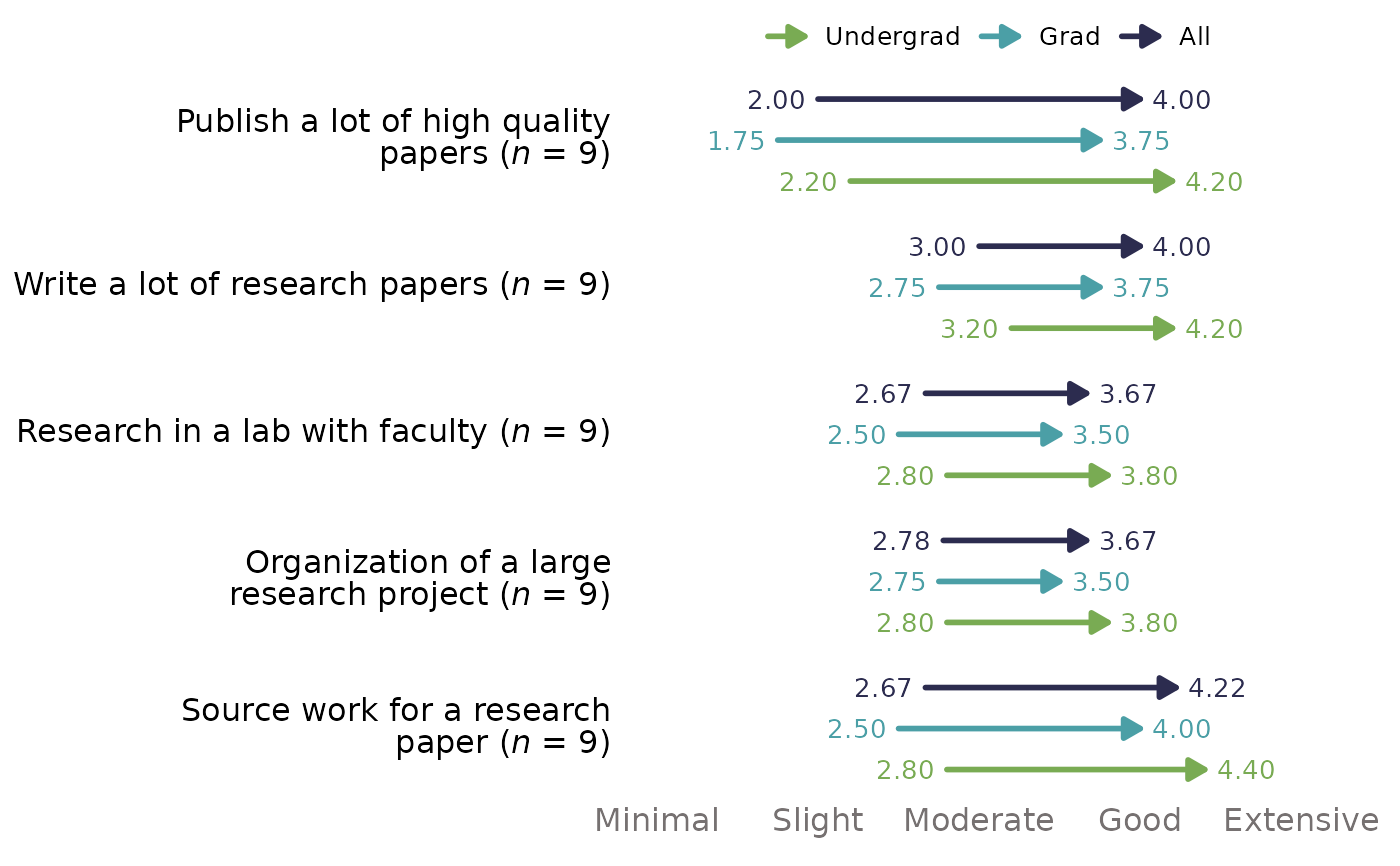 Undergrad Grad All
Publish a lot of high quality
papers (n = 9)
2.00 4.00
1.75 3.75
2.20 4.20
Write a lot of research papers (n = 9)
3.00 4.00
2.75 3.75
3.20 4.20
Research in a lab with faculty (n = 9)
2.67 3.67
2.50 3.50
2.80 3.80
Organization of a large
research project (n = 9)
2.78 3.67
2.75 3.50
2.80 3.80
Source work for a research
paper (n = 9)
2.67 4.22
2.50 4.00
2.80 4.40
Minimal Slight Moderate Good Extensive